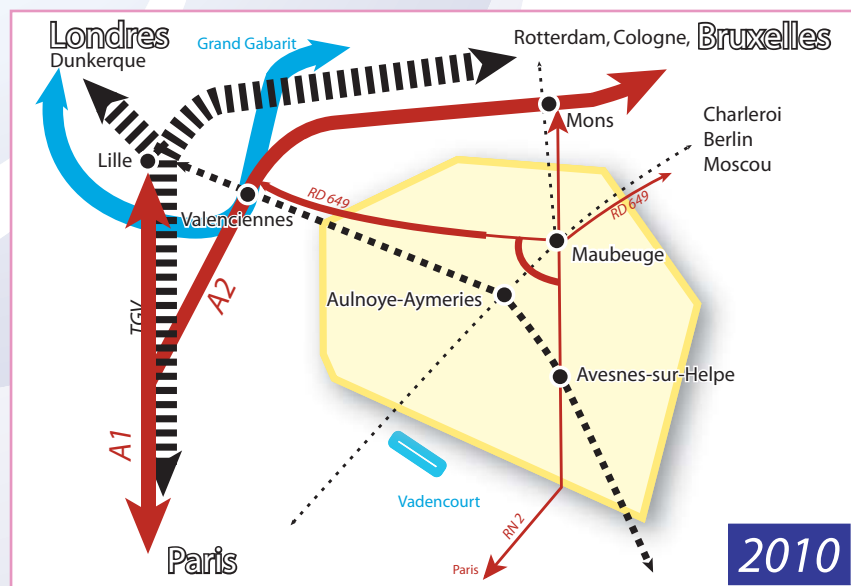 Londres
Dunkerque
Grand Gabarit
Rotterdam, Cologne, Bruxelles
Lille
Mons
Charleroi
Berlin
Moscou
Valenciennes
RD 649
RD 649
Maubeuge
Aulnoye-Aymeries
A2
TGV
Avesnes-sur-Helpe
A1
Vadencourt
RN 2
Paris
Paris
2010